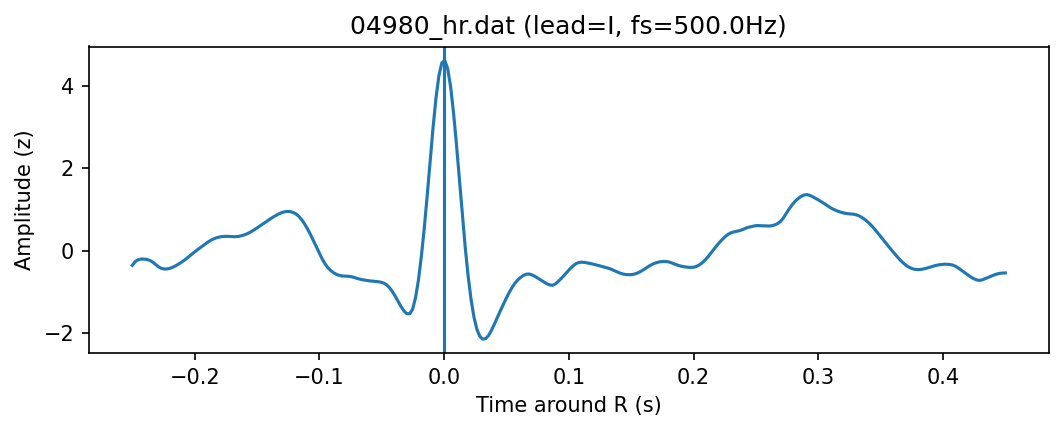 04980_hr.dat (lead=I, fs=500.0Hz)
Amplitude (z)
4
2
0
−2
−0.2 −0.1 0.0 0.1 0.2 0.3 0.4
Time around R (s)